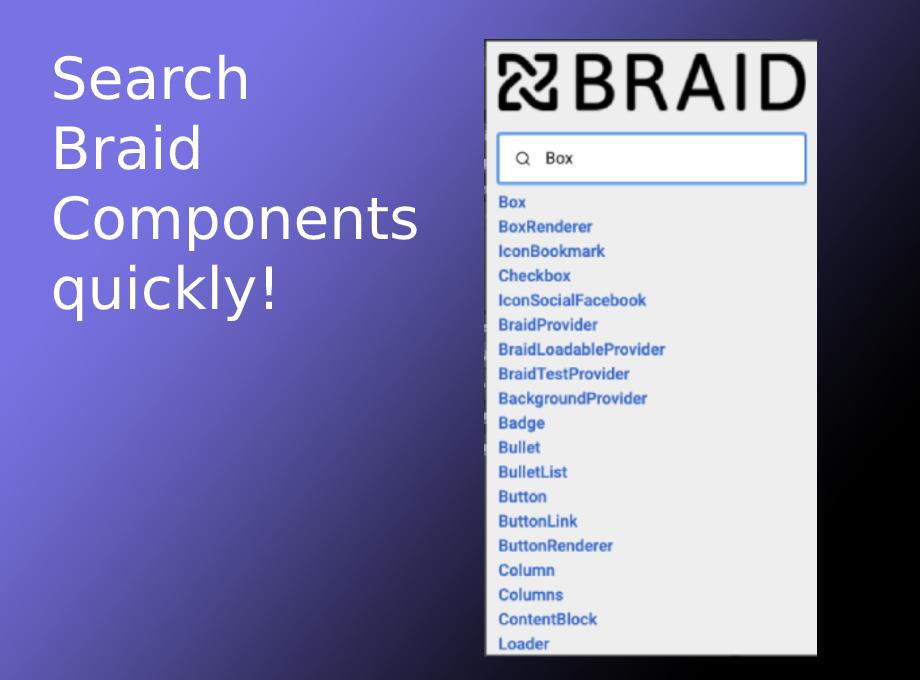 Search
Braid
Components
quickly!
BRAID
Box
Box
BoxRenderer
IconBookmark
Checkbox
IconSocialFacebook
BraidProvider
BraidLoadableProvider
BraidTestProvider
BackgroundProvider
Badge
Bullet
BulletList
Button
ButtonLink
ButtonRenderer
Column
Columns
ContentBlock
Loader